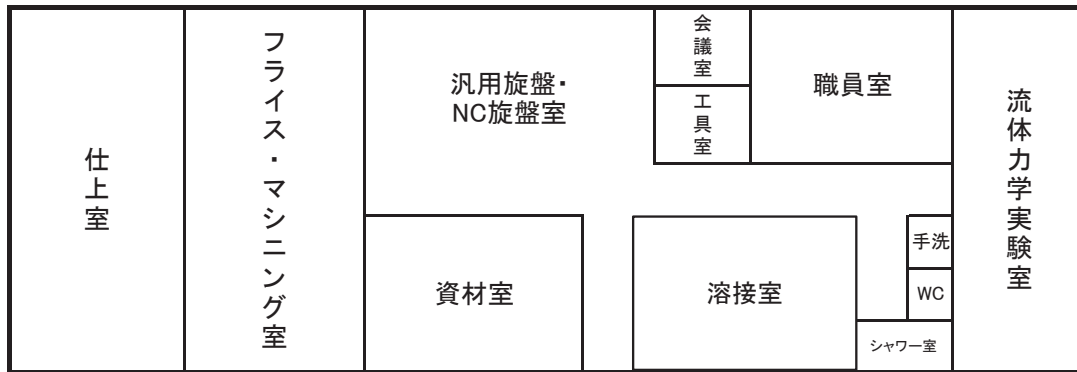 仕上室
フライス・マシニング室
汎用旋盤・
NC旋盤室
会議室
工具室
職員室
流体力学実験室
資材室
溶接室
手洗
WC
シャワー室